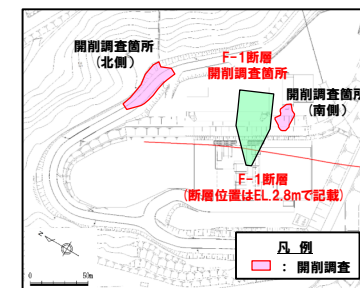 開削調査箇所
(北側)
F-1断層
開削調査箇所
開削調査箇所
(南側)
F-1断層
(断層位置はEL.2.8mで記載)
N
凡 例
: 開削調査
0
50m